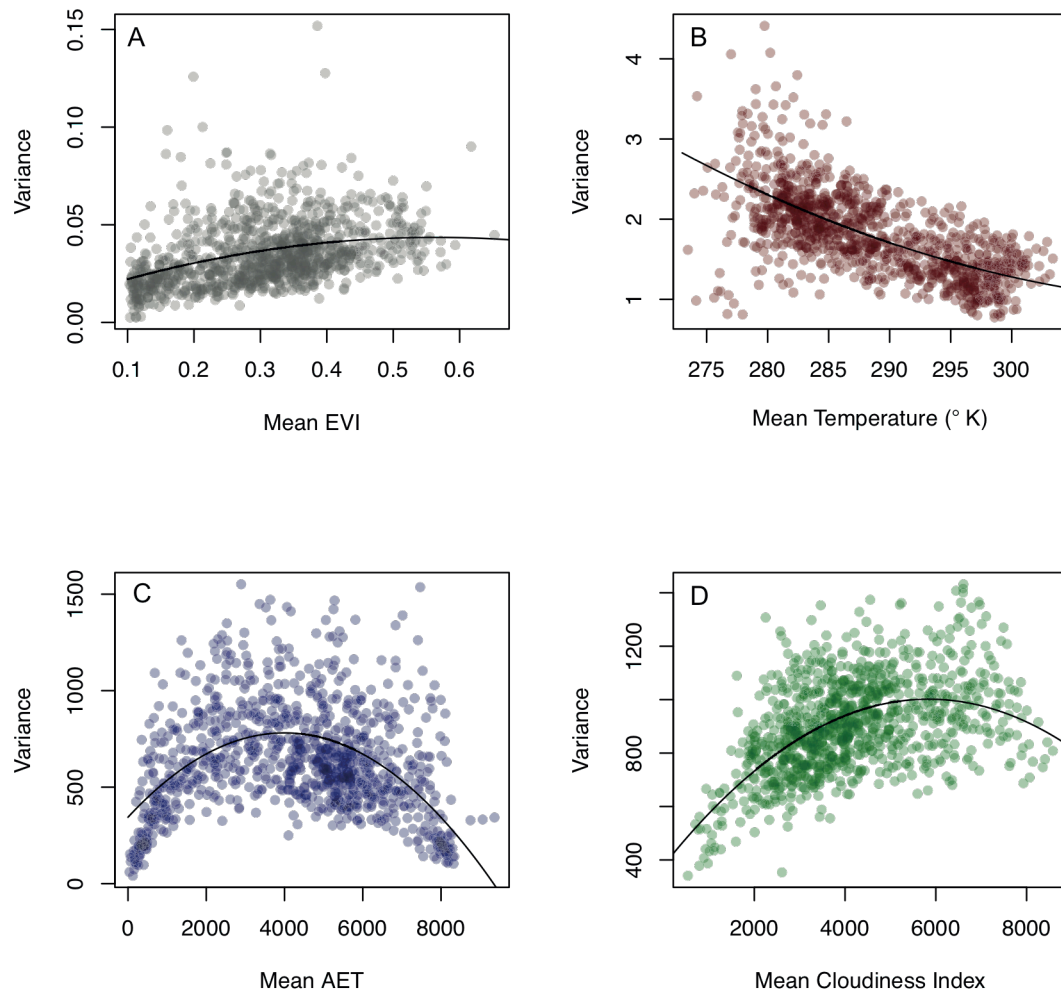 A
Variance
0.00 0.05 0.10 0.15
0.1 0.2 0.3 0.4 0.5 0.6
Mean EVI
B
Variance
1 2 3 4
275 280 285 290 295 300
Mean Temperature (° K)
C
Variance
0 500 1000 1500
0 2000 4000 6000 8000
Mean AET
D
Variance
400 800 1200
2000 4000 6000 8000
Mean Cloudiness Index